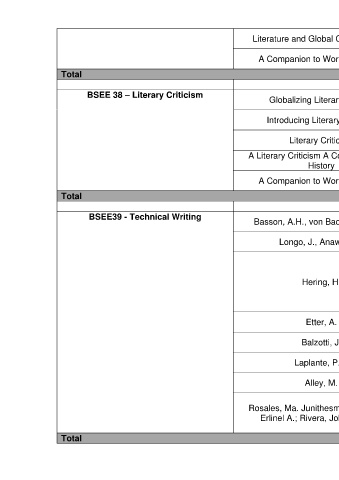 Literature and Global C
A Companion to Wor
Total
BSEE 38 – Literary Criticism
Globalizing Literar
Introducing Literary
Literary Critic
A Literary Criticism A Co
History
A Companion to Wor
Total
BSEE39 - Technical Writing
Basson, A.H., von Bac
Longo, J., Anaw
Hering, H
Etter, A.
Balzotti, J
Laplante, P.
Alley, M.
Rosales, Ma. Junithesm
Erlinel A.; Rivera, Jo
Total